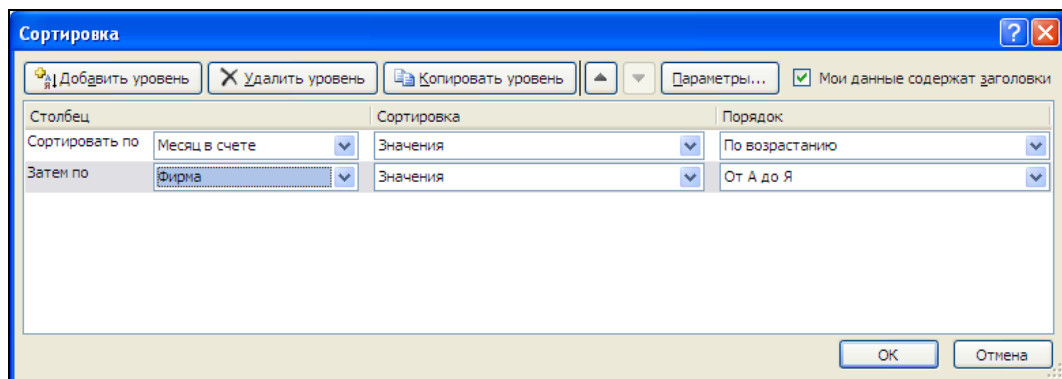 Сортировка
Добавить уровень Удалить уровень Копировать уровень Параметры... Мои данные содержат заголовки
Столбец Сортировка Порядок
Сортировать по Месяц в счете Значения По возрастанию
Затем по Фирма Значения От А до Я
ОК Отмена